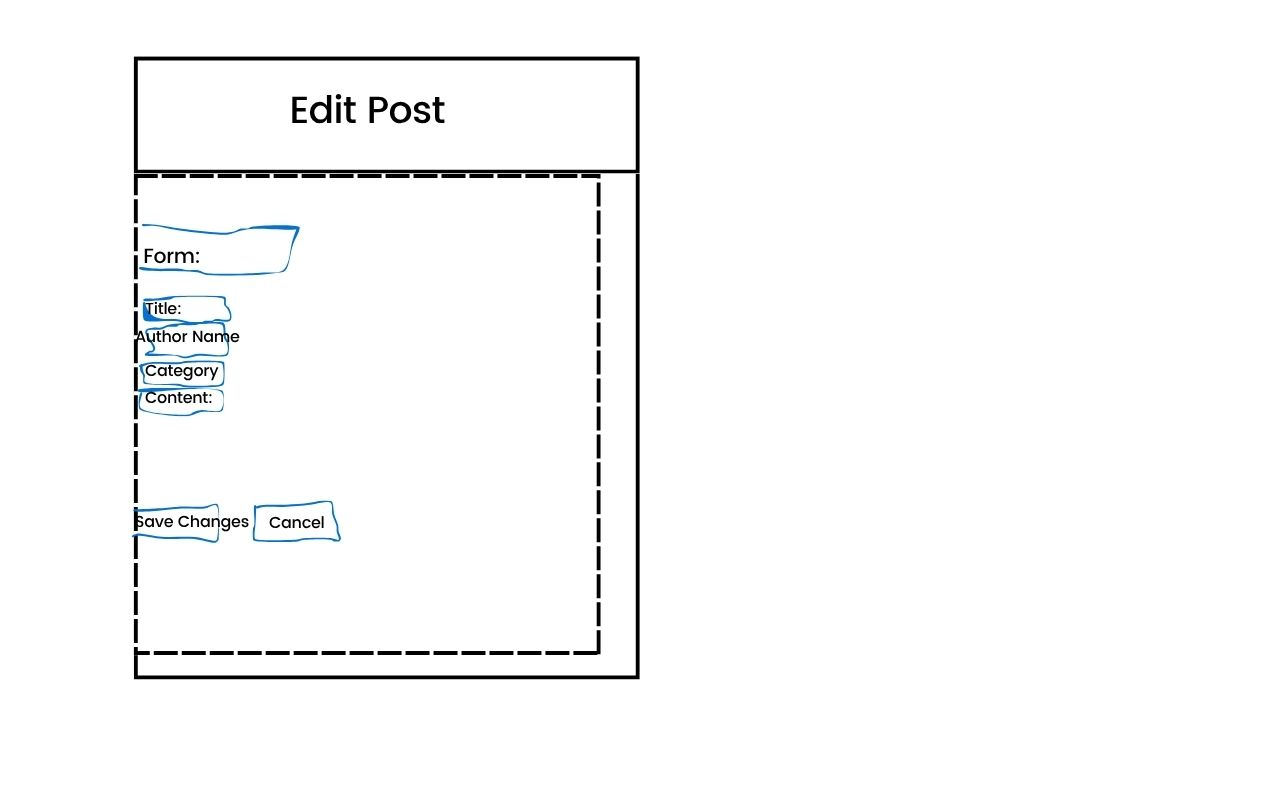 Edit Post
Form:
Title:
Author Name
Category
Content:
Save Changes Cancel